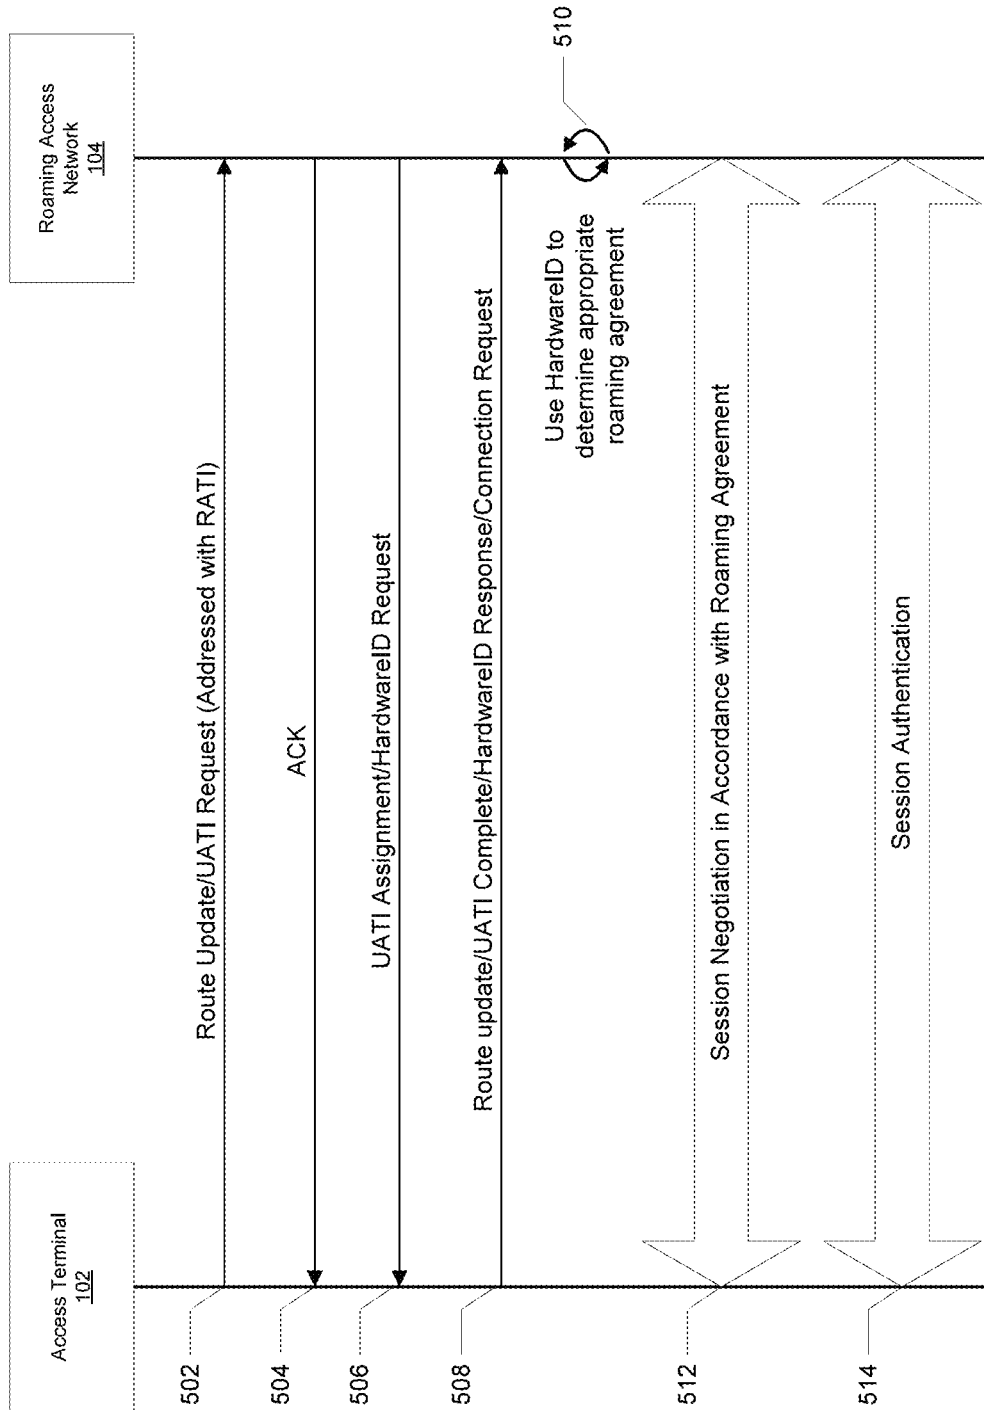 Access Terminal
102
Roaming Access
Network
104
502
Route Update/UATI Request (Addressed with RATI)
504
ACK
506
UATI Assignment/HardwareID Request
508
Route update/UATI Complete/HardwareID Response/Connection Request
Use HardwareID to
determine appropriate
roaming agreement
510
512
Session Negotiation in Accordance with Roaming Agreement
514
Session Authentication